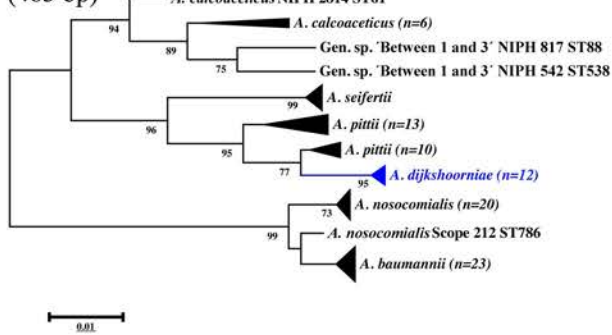 94
A. calcoaceticus (n=6)
89
Gen. sp. ´Between 1 and 3´ NIPH 817 ST88
75
Gen. sp. ´Between 1 and 3´ NIPH 542 ST538
99
A. seifertii
96
A. pittii (n=13)
95
A. pittii (n=10)
77
A. dijkshoorniae (n=12)
95
A. nosocomialis (n=20)
73
99
A. nosocomialis Scope 212 ST786
A. baumannii (n=23)
0.01